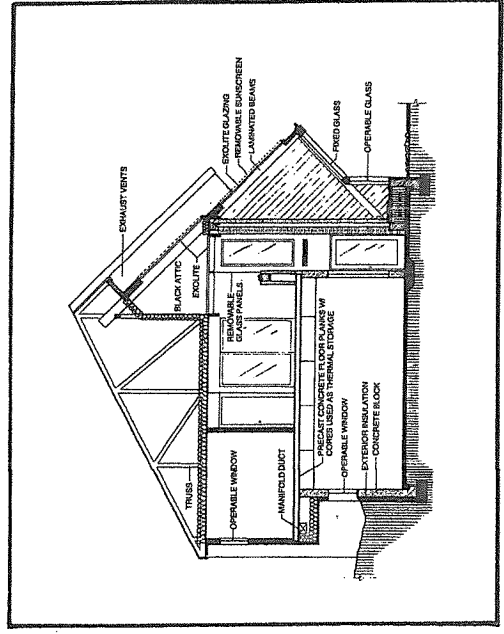 EXHAUST VENTS
EXOLITE GLAZING
REMOVABLE SUNSCREEN
LAMINATED BEAMS
FIXED GLASS
OPERABLE GLASS
BLACK ATTIC
EXOLITE
REMOVABLE
GLASS PANELS
TRUSS
OPERABLE WINDOW
MANIFOLD DUCT
PRECAST CONCRETE FLOOR PLANKS W/
CORES USED AS THERMAL STORAGE
OPERABLE WINDOW
EXTERIOR INSULATION
CONCRETE BLOCK